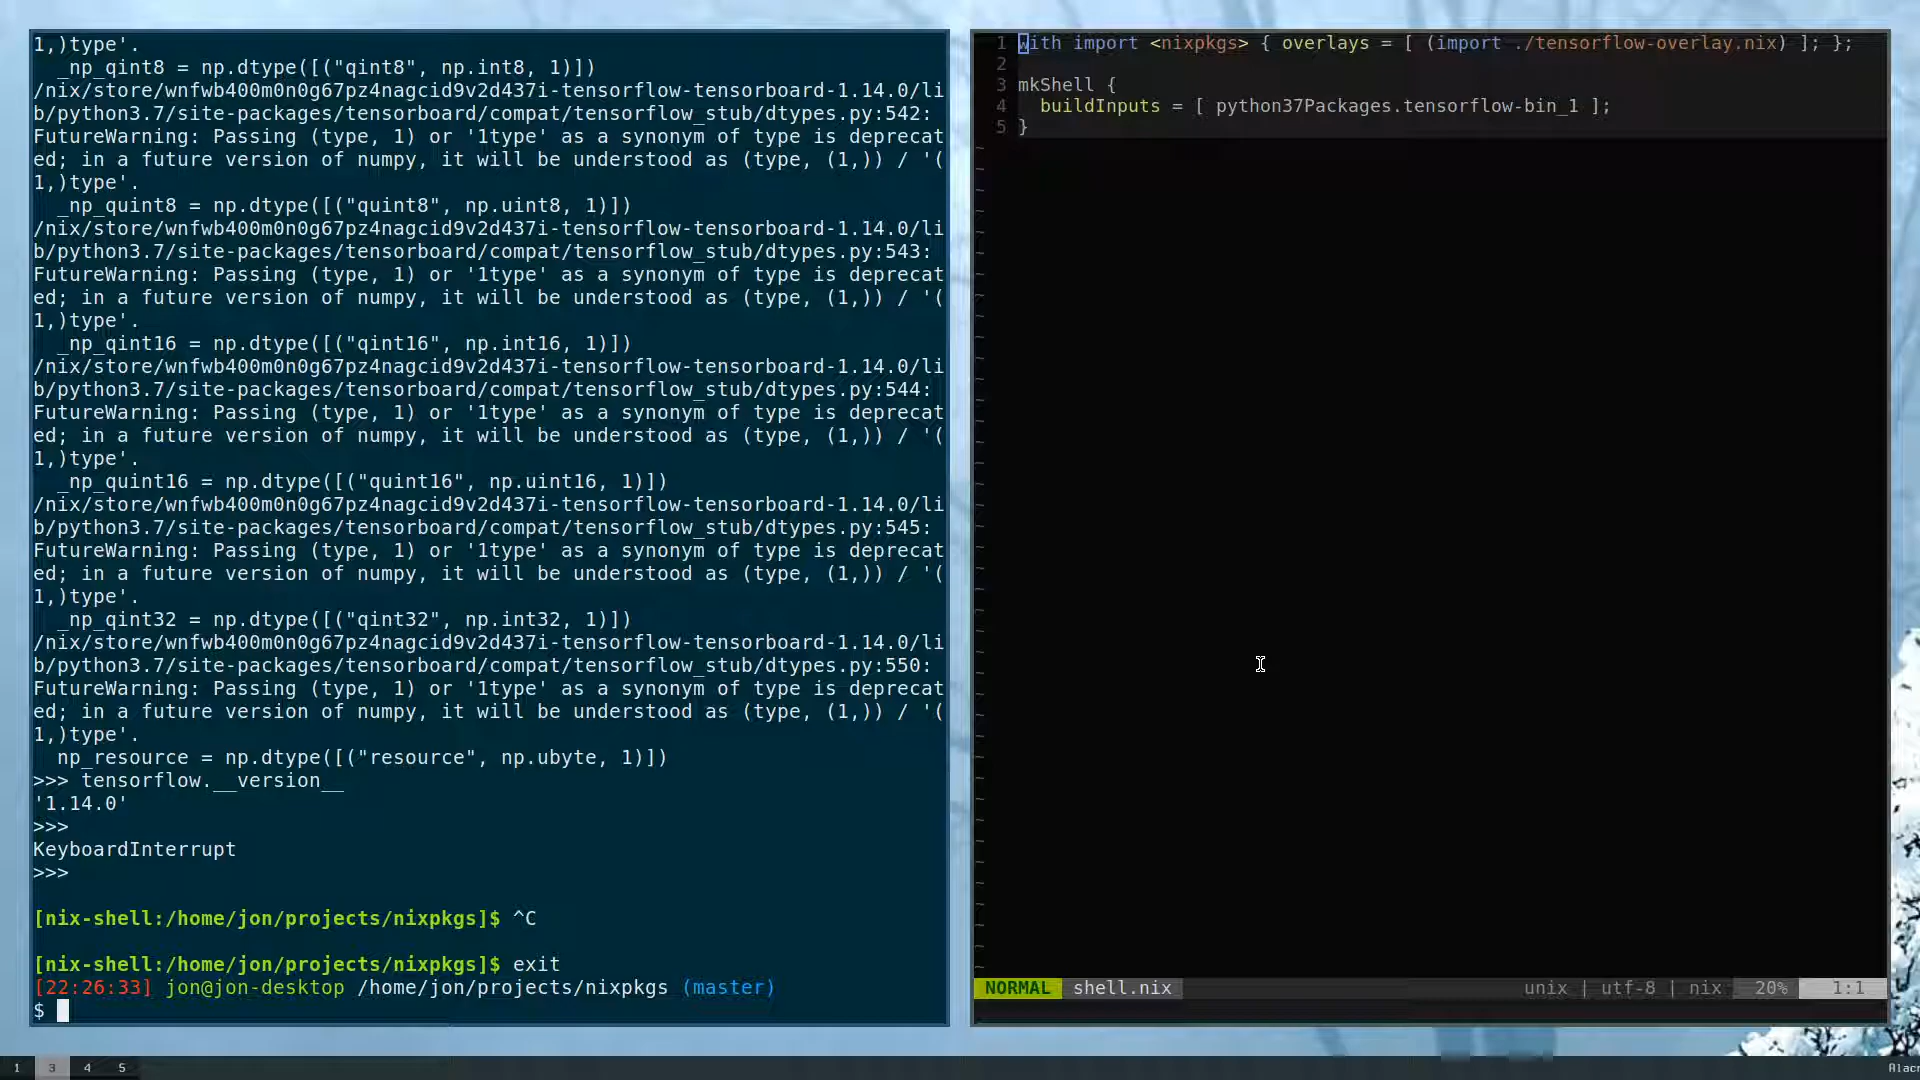 1,)type'.
  _np_qint8 = np.dtype([("qint8", np.int8, 1)])
/nix/store/wnfwb400m0n0g67pz4nagcid9v2d437i-tensorflow-tensorboard-1.14.0/li
b/python3.7/site-packages/tensorboard/compat/tensorflow_stub/dtypes.py:542:
FutureWarning: Passing (type, 1) or '1type' as a synonym of type is deprecat
ed; in a future version of numpy, it will be understood as (type, (1,)) / '(
1,)type'.
  _np_quint8 = np.dtype([("quint8", np.uint8, 1)])
/nix/store/wnfwb400m0n0g67pz4nagcid9v2d437i-tensorflow-tensorboard-1.14.0/li
b/python3.7/site-packages/tensorboard/compat/tensorflow_stub/dtypes.py:543:
FutureWarning: Passing (type, 1) or '1type' as a synonym of type is deprecat
ed; in a future version of numpy, it will be understood as (type, (1,)) / '(
1,)type'.
  _np_qint16 = np.dtype([("qint16", np.int16, 1)])
/nix/store/wnfwb400m0n0g67pz4nagcid9v2d437i-tensorflow-tensorboard-1.14.0/li
b/python3.7/site-packages/tensorboard/compat/tensorflow_stub/dtypes.py:544:
FutureWarning: Passing (type, 1) or '1type' as a synonym of type is deprecat
ed; in a future version of numpy, it will be understood as (type, (1,)) / '(
1,)type'.
  _np_quint16 = np.dtype([("quint16", np.uint16, 1)])
/nix/store/wnfwb400m0n0g67pz4nagcid9v2d437i-tensorflow-tensorboard-1.14.0/li
b/python3.7/site-packages/tensorboard/compat/tensorflow_stub/dtypes.py:545:
FutureWarning: Passing (type, 1) or '1type' as a synonym of type is deprecat
ed; in a future version of numpy, it will be understood as (type, (1,)) / '(
1,)type'.
  _np_qint32 = np.dtype([("qint32", np.int32, 1)])
/nix/store/wnfwb400m0n0g67pz4nagcid9v2d437i-tensorflow-tensorboard-1.14.0/li
b/python3.7/site-packages/tensorboard/compat/tensorflow_stub/dtypes.py:550:
FutureWarning: Passing (type, 1) or '1type' as a synonym of type is deprecat
ed; in a future version of numpy, it will be understood as (type, (1,)) / '(
1,)type'.
  np_resource = np.dtype([("resource", np.ubyte, 1)])
>>> tensorflow.__version__
'1.14.0'
>>>
KeyboardInterrupt
>>>
[nix-shell:/home/jon/projects/nixpkgs]$ ^C
[nix-shell:/home/jon/projects/nixpkgs]$ exit
[22:26:33] jon@jon-desktop /home/jon/projects/nixpkgs (master)
$
1 with import <nixpkgs> { overlays = [ (import ./tensorflow-overlay.nix) ]; };
2
3 mkShell {
4   buildInputs = [ python37Packages.tensorflow-bin_1 ];
5 }
NORMAL shell.nix unix | utf-8 | nix 20% 1:1
1 3 4 5 Alacr